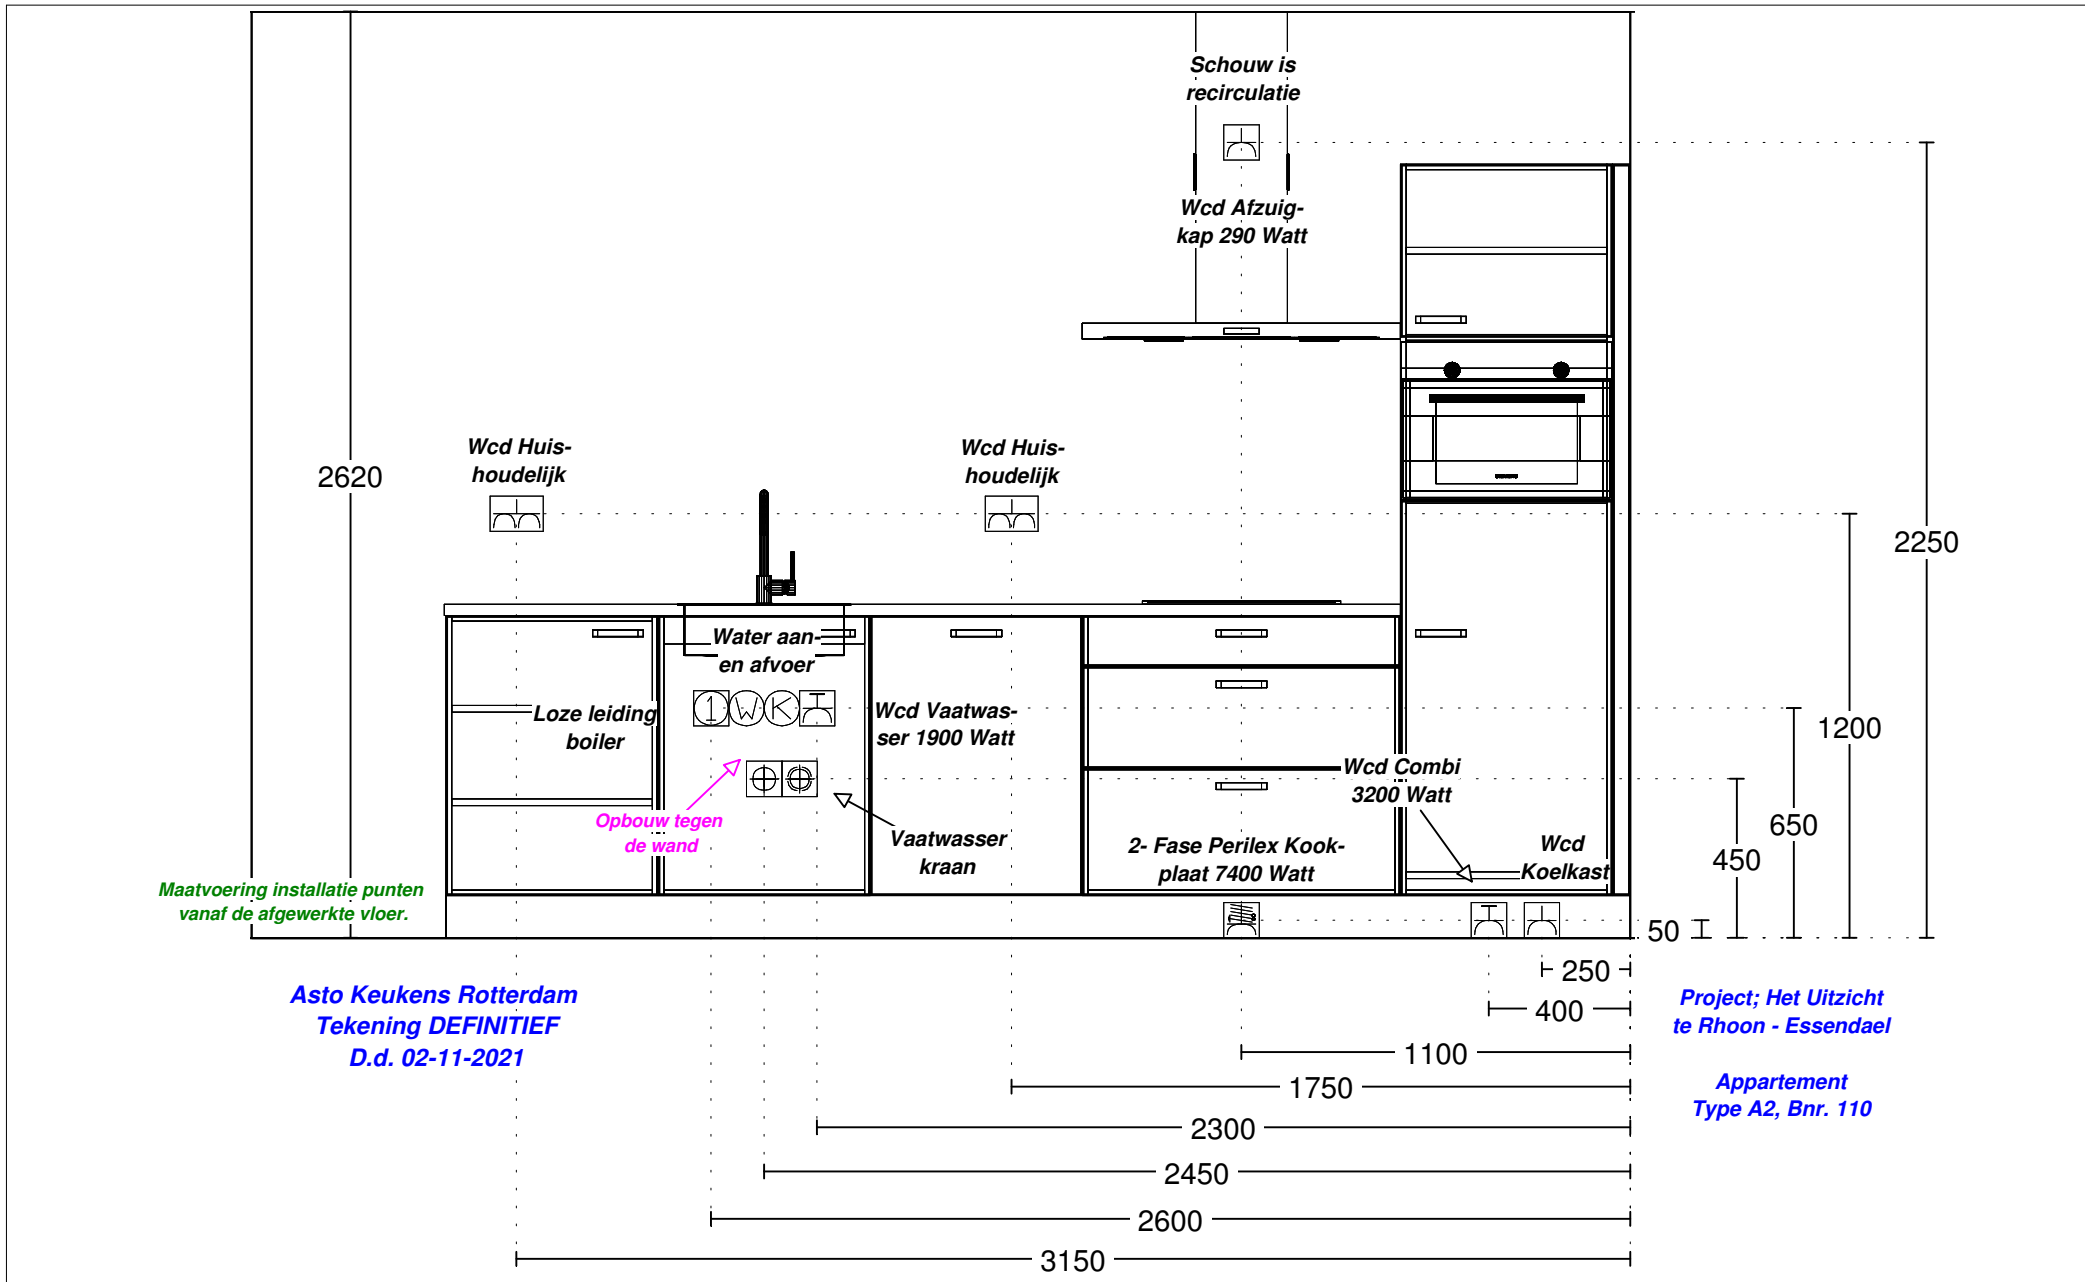 Schouw is
recirculatie
Wcd Afzuig-
kap 290 Watt
Wcd Huis-
houdelijk
Wcd Huis-
houdelijk
2620
2250
Water aan-
en afvoer
1 W K
Loze leiding
boiler
Wcd Vaatwas-
ser 1900 Watt
1200
Wcd Combi
3200 Watt
Opbouw tegen
de wand
Vaatwasser
kraan
2- Fase Perilex Kook-
plaat 7400 Watt
Wcd
Koelkast
650
450
Maatvoering installatie punten
vanaf de afgewerkte vloer.
50
250
400
1100
1750
2300
2450
2600
3150
Asto Keukens Rotterdam
Tekening DEFINITIEF
D.d. 02-11-2021
Project; Het Uitzicht
te Rhoon - Essendael
Appartement
Type A2, Bnr. 110